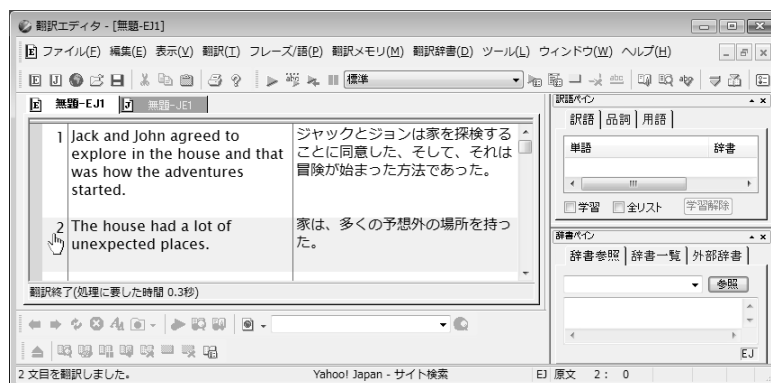 翻訳エディタ - [無題-EJ1]
ファイル(F) 編集(E) 表示(V) 翻訳(T) フレーズ/語(P) 翻訳メモリ(M) 翻訳辞書(D) ツール(L) ウィンドウ(W) ヘルプ(H)
標準
無題-EJ1 無題-JE1
1 Jack and John agreed to
explore in the house and that
was how the adventures
started.
ジャックとジョンは家を探検する
ことに同意した、そして、それは
冒険が始まった方法であった。
2 The house had a lot of
unexpected places.
家は、多くの予想外の場所を持っ
た。
翻訳終了(処理に要した時間 0.3秒)
訳語ペイン
訳語 品詞 用語
単語 辞書
学習 全リスト 学習解除
辞書ペイン
辞書参照 辞書一覧 外部辞書
参照
EJ
2 文目を翻訳しました。 Yahoo! Japan - サイト検索 EJ 原文 2: 0